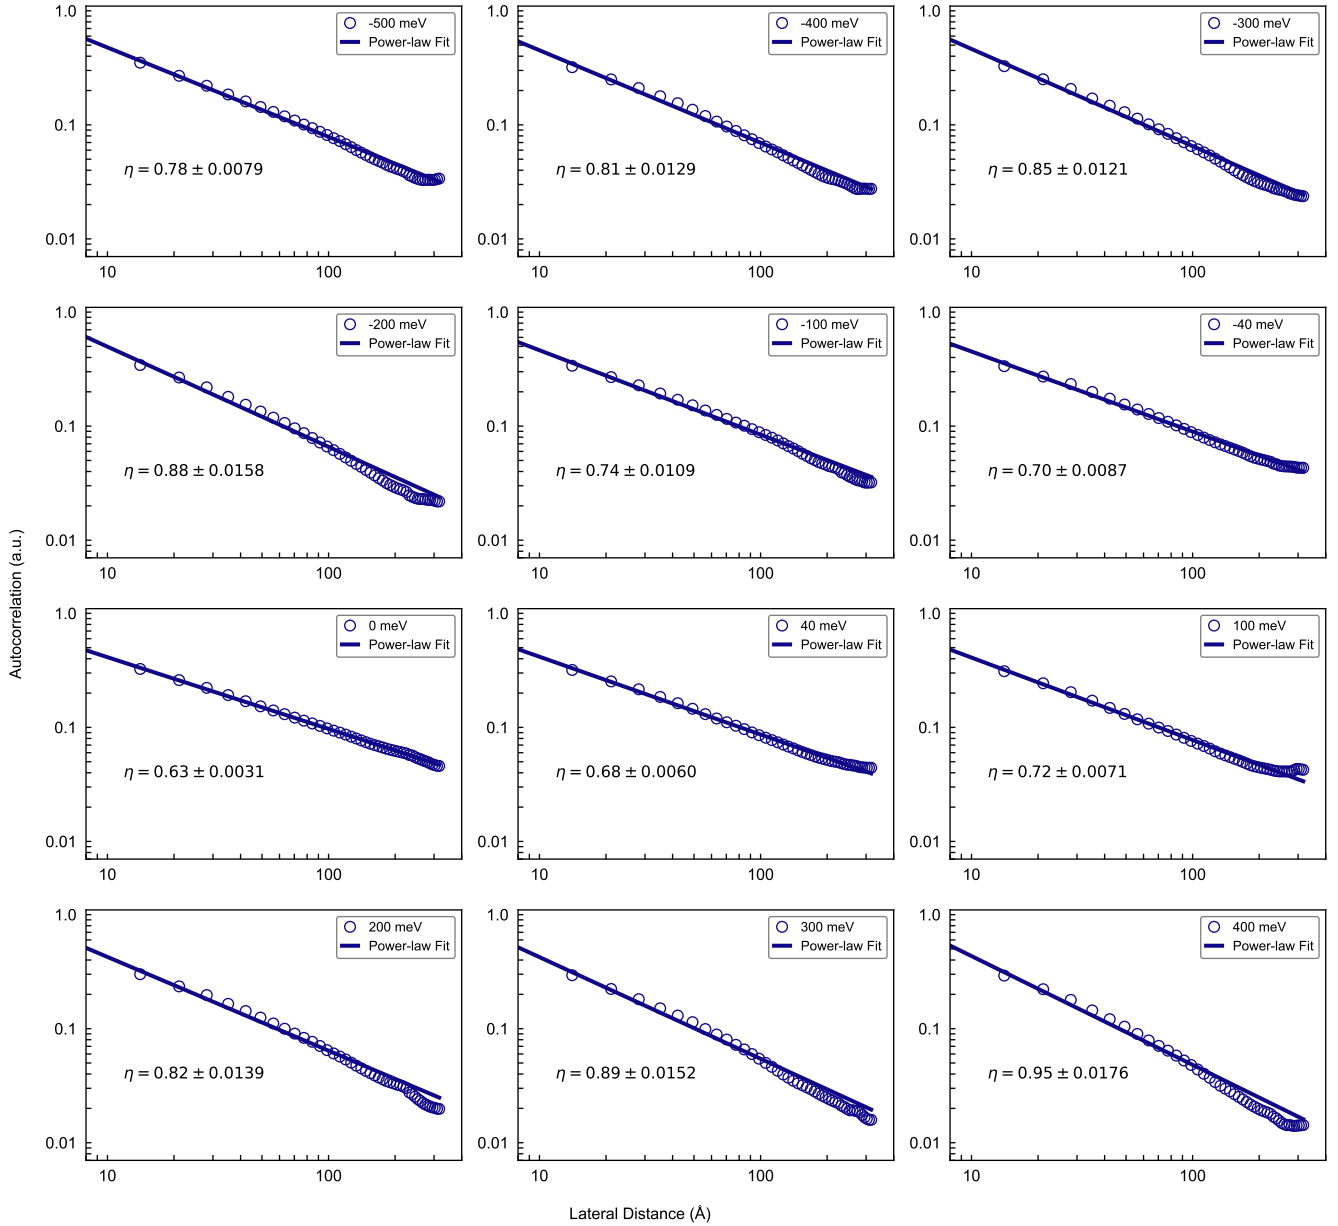 1.0
0.1
0.01
10
100
-500 meV
Power-law Fit
η = 0.78 ± 0.0079
1.0
0.1
0.01
10
100
-400 meV
Power-law Fit
η = 0.81 ± 0.0129
1.0
0.1
0.01
10
100
-300 meV
Power-law Fit
η = 0.85 ± 0.0121
1.0
0.1
0.01
10
100
-200 meV
Power-law Fit
η = 0.88 ± 0.0158
1.0
0.1
0.01
10
100
-100 meV
Power-law Fit
η = 0.74 ± 0.0109
1.0
0.1
0.01
10
100
-40 meV
Power-law Fit
η = 0.70 ± 0.0087
Autocorrelation (a.u.)
1.0
0.1
0.01
10
100
0 meV
Power-law Fit
η = 0.63 ± 0.0031
1.0
0.1
0.01
10
100
40 meV
Power-law Fit
η = 0.68 ± 0.0060
1.0
0.1
0.01
10
100
100 meV
Power-law Fit
η = 0.72 ± 0.0071
1.0
0.1
0.01
10
100
200 meV
Power-law Fit
η = 0.82 ± 0.0139
1.0
0.1
0.01
10
100
300 meV
Power-law Fit
η = 0.89 ± 0.0152
1.0
0.1
0.01
10
100
400 meV
Power-law Fit
η = 0.95 ± 0.0176
Lateral Distance (Å)